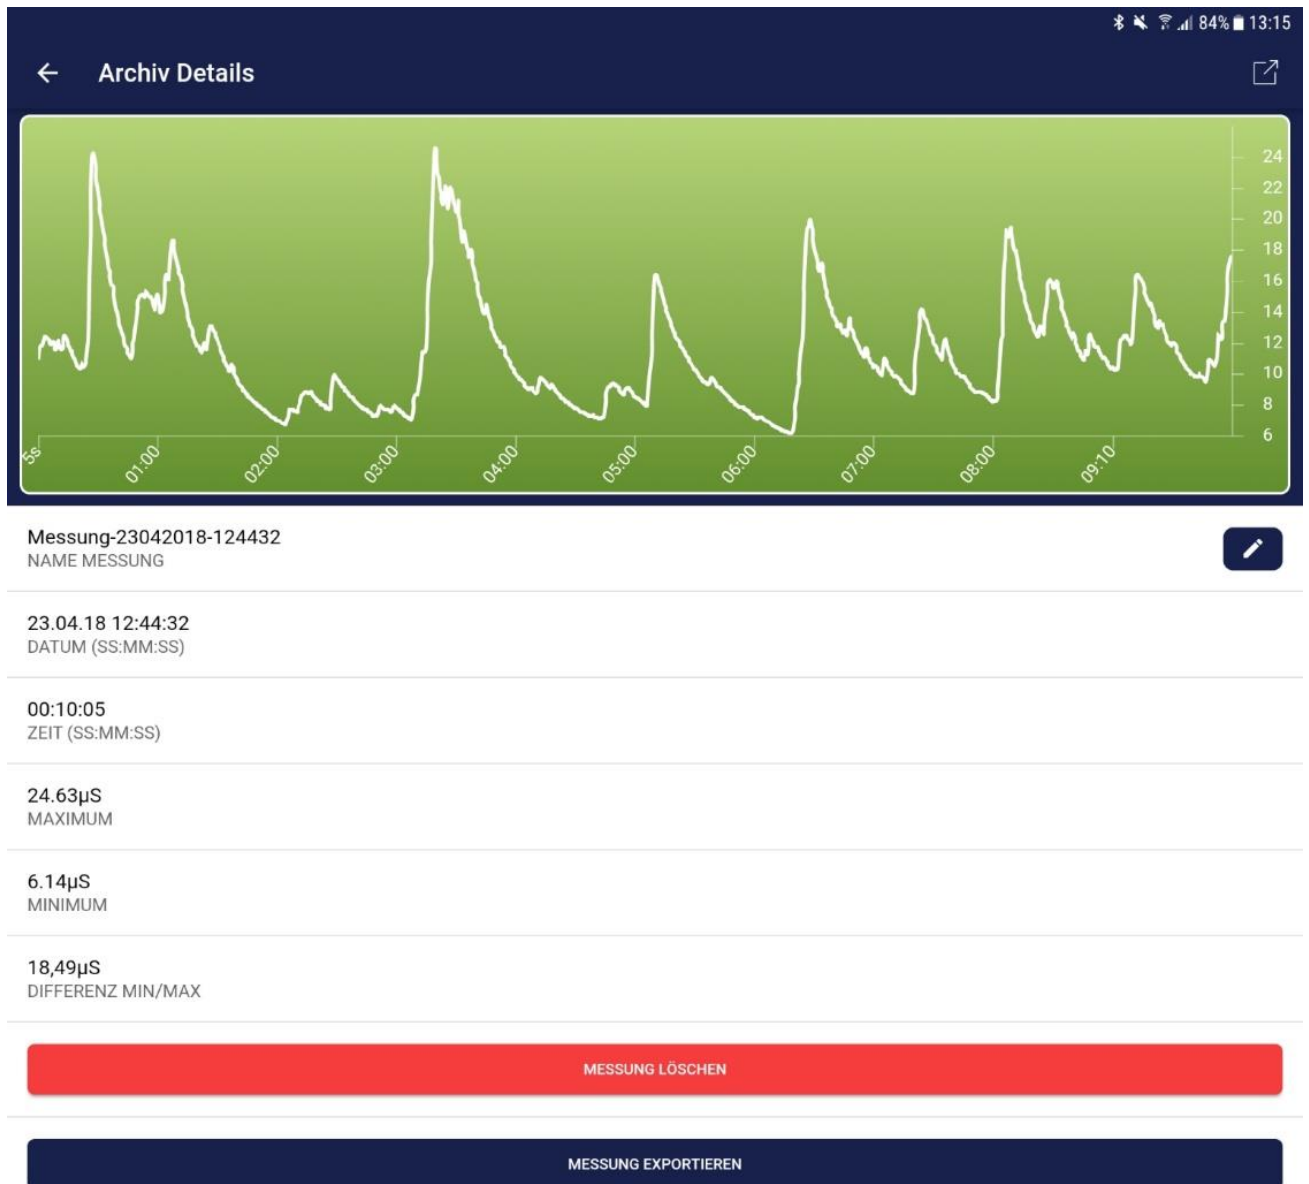 84% 13:15
Archiv Details
24
22
20
18
16
14
12
10
8
6
5s 01:00 02:00 03:00 04:00 05:00 06:00 07:00 08:00 09:10
Messung-23042018-124432
NAME MESSUNG
23.04.18 12:44:32
DATUM (SS:MM:SS)
00:10:05
ZEIT (SS:MM:SS)
24.63µS
MAXIMUM
6.14µS
MINIMUM
18,49µS
DIFFERENZ MIN/MAX
MESSUNG LÖSCHEN
MESSUNG EXPORTIEREN